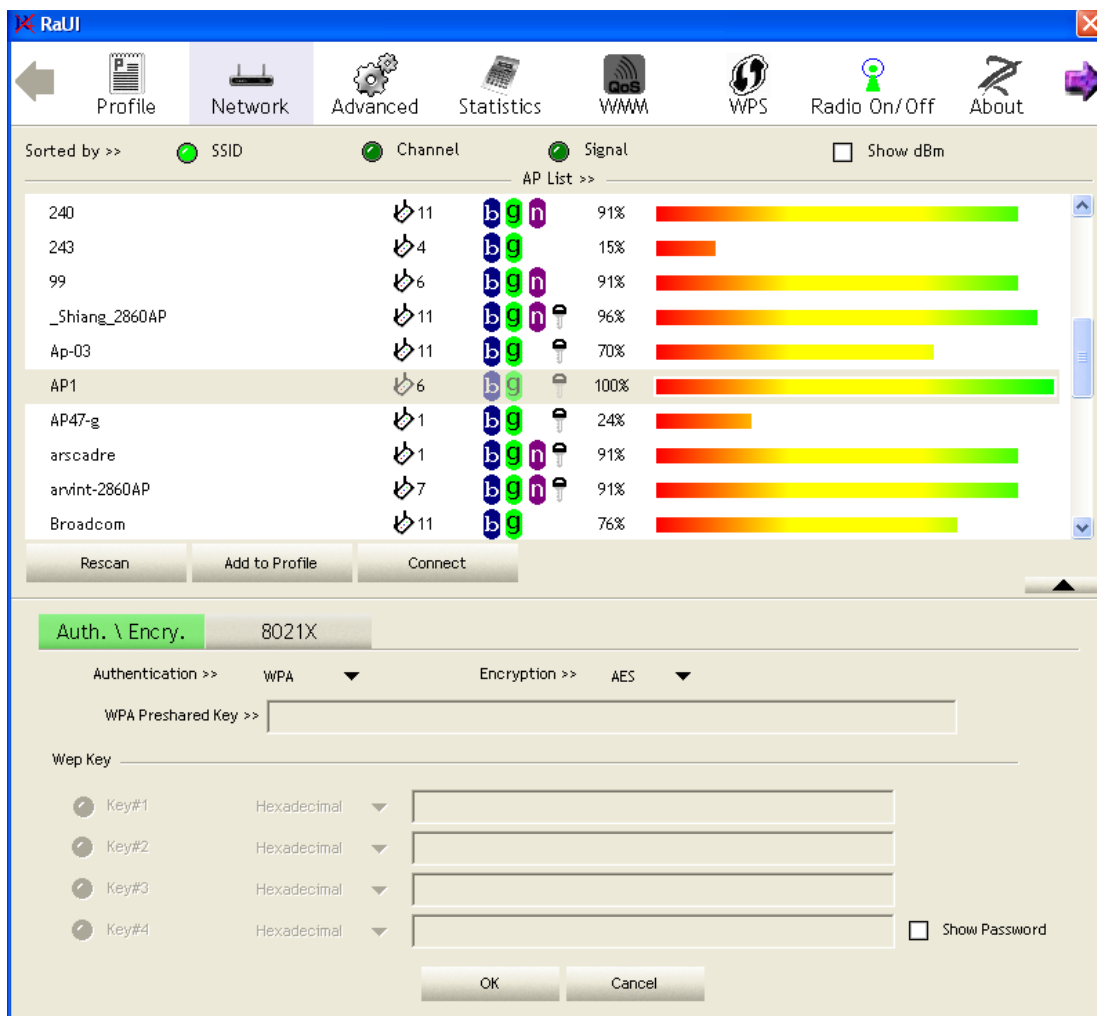 RaUI
Profile Network Advanced Statistics WMM WPS Radio On/Off About
QoS
Sorted by >> SSID Channel Signal Show dBm
AP List >>
240 11 b g n 91%
243 4 b g 15%
99 6 b g n 91%
_Shiang_2860AP 11 b g n 96%
Ap-03 11 b g 70%
AP1 6 b g 100%
AP47-g 1 b g 24%
arscadre 1 b g n 91%
arvint-2860AP 7 b g n 91%
Broadcom 11 b g 76%
Rescan Add to Profile Connect
Auth. \ Encry. 8021X
Authentication >> WPA Encryption >> AES
WPA Preshared Key >>
Wep Key
Key#1 Hexadecimal
Key#2 Hexadecimal
Key#3 Hexadecimal
Key#4 Hexadecimal Show Password
OK Cancel